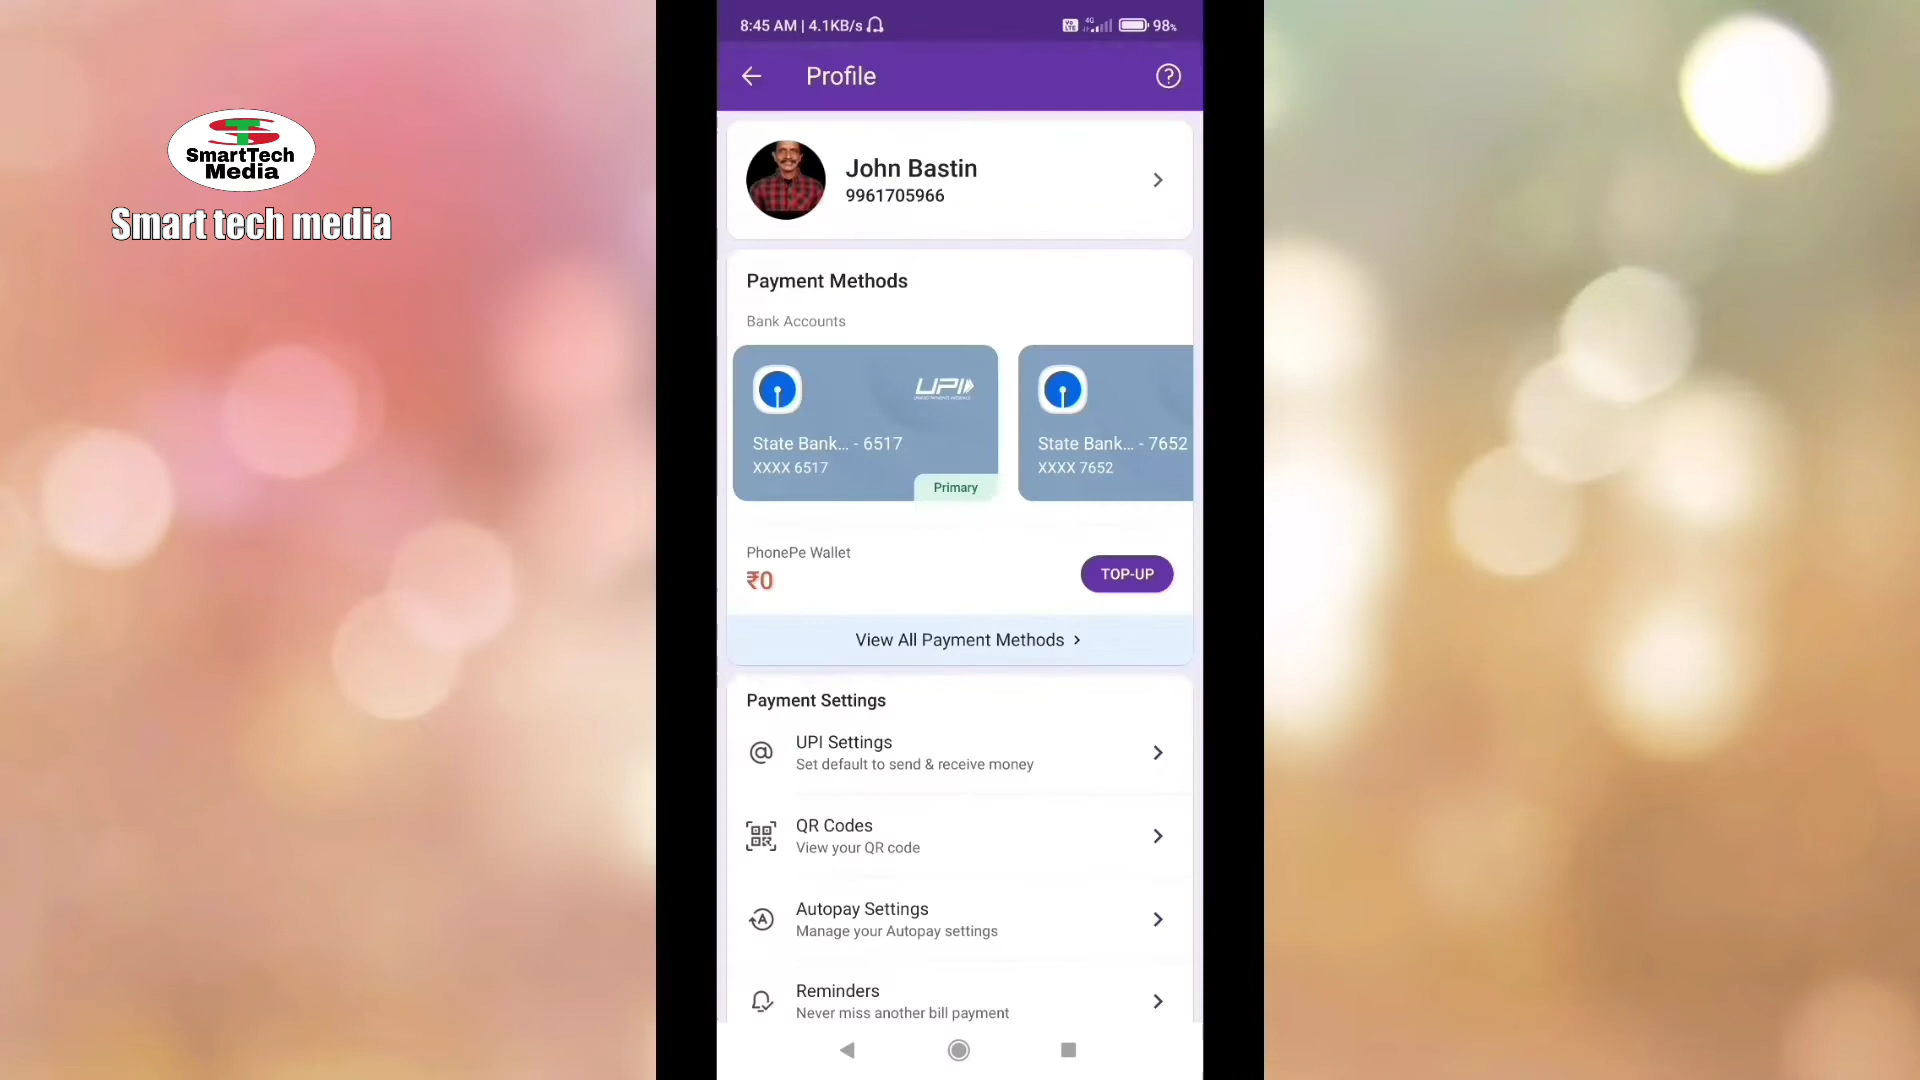 8:45 AM | 4.1KB/s
Vo LTE 4G 98%
Profile
SmartTech
Media
Smart tech media
John Bastin
9961705966
Payment Methods
Bank Accounts
UPI
State Bank... - 6517
XXXX 6517
Primary
State Bank... - 7652
XXXX 7652
PhonePe Wallet
₹0
TOP-UP
View All Payment Methods
Payment Settings
UPI Settings
Set default to send & receive money
QR Codes
View your QR code
Autopay Settings
Manage your Autopay settings
Reminders
Never miss another bill payment